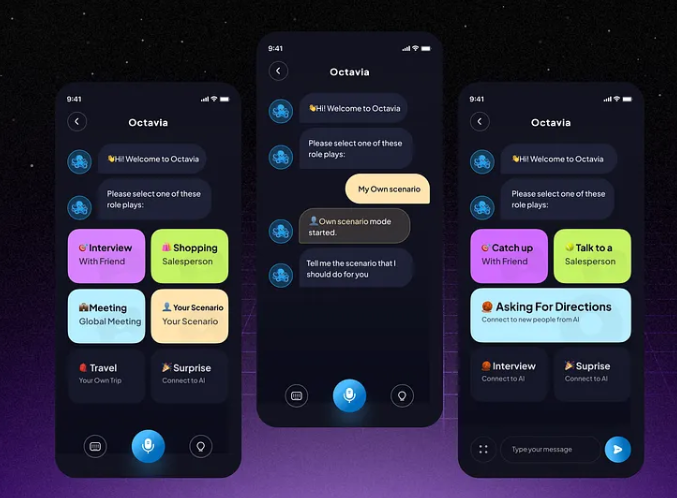 9:41
Octavia
👋Hi! Welcome to Octavia
Please select one of these
role plays:
🎯Interview
With Friend
🛍️Shopping
Salesperson
Meeting
Global Meeting
👤Your Scenario
Your Scenario
Travel
Your Own Trip
🎉Surprise
Connect to AI
9:41
Octavia
👋Hi! Welcome to Octavia
Please select one of these
role plays:
My Own scenario
👤Own scenario mode
started.
Tell me the scenario that I
should do for you
9:41
Octavia
👋Hi! Welcome to Octavia
Please select one of these
role plays:
🎯Catch up
With Friend
Talk to a
Salesperson
🏀Asking For Directions
Connect to new people from AI
🏀Interview
Connect to AI
🎉Suprise
Connect to AI
Type your message